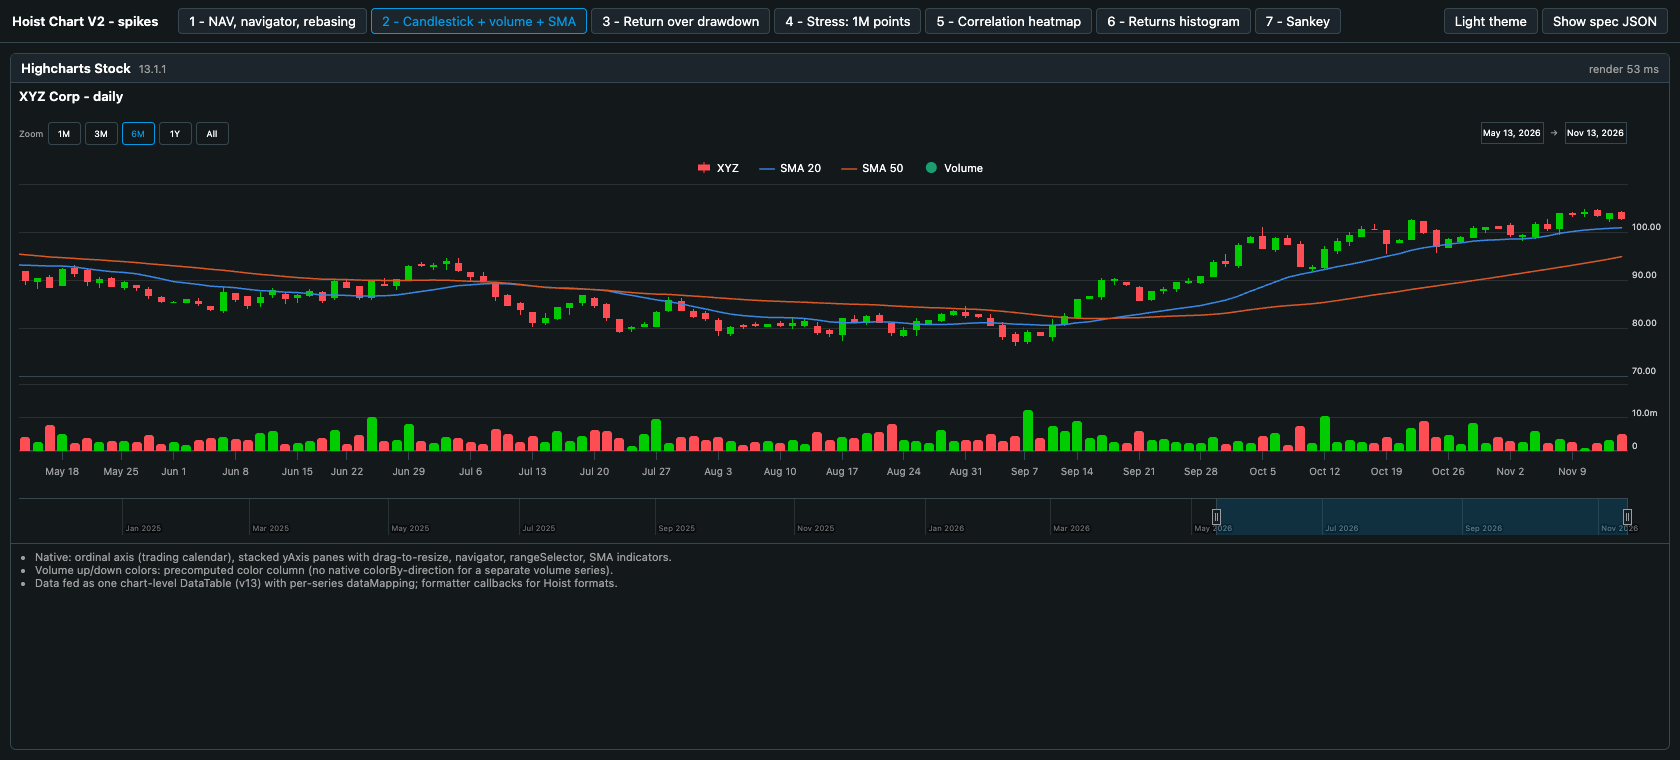 Hoist Chart V2 - spikes
1 - NAV, navigator, rebasing
2 - Candlestick + volume + SMA
3 - Return over drawdown
4 - Stress: 1M points
5 - Correlation heatmap
6 - Returns histogram
7 - Sankey
Light theme
Show spec JSON
Highcharts Stock 13.1.1
render 53 ms
XYZ Corp - daily
Zoom 1M 3M 6M 1Y All
May 13, 2026 → Nov 13, 2026
XYZ SMA 20 SMA 50 Volume
100.00
90.00
80.00
70.00
10.0m
0
May 18 May 25 Jun 1 Jun 8 Jun 15 Jun 22 Jun 29 Jul 6 Jul 13 Jul 20 Jul 27 Aug 3 Aug 10 Aug 17 Aug 24 Aug 31 Sep 7 Sep 14 Sep 21 Sep 28 Oct 5 Oct 12 Oct 19 Oct 26 Nov 2 Nov 9
Jan 2025 Mar 2025 May 2025 Jul 2025 Sep 2025 Nov 2025 Jan 2026 Mar 2026 May 2026 Jul 2026 Sep 2026 Nov 2026
• Native: ordinal axis (trading calendar), stacked yAxis panes with drag-to-resize, navigator, rangeSelector, SMA indicators.
• Volume up/down colors: precomputed color column (no native colorBy-direction for a separate volume series).
• Data fed as one chart-level DataTable (v13) with per-series dataMapping; formatter callbacks for Hoist formats.